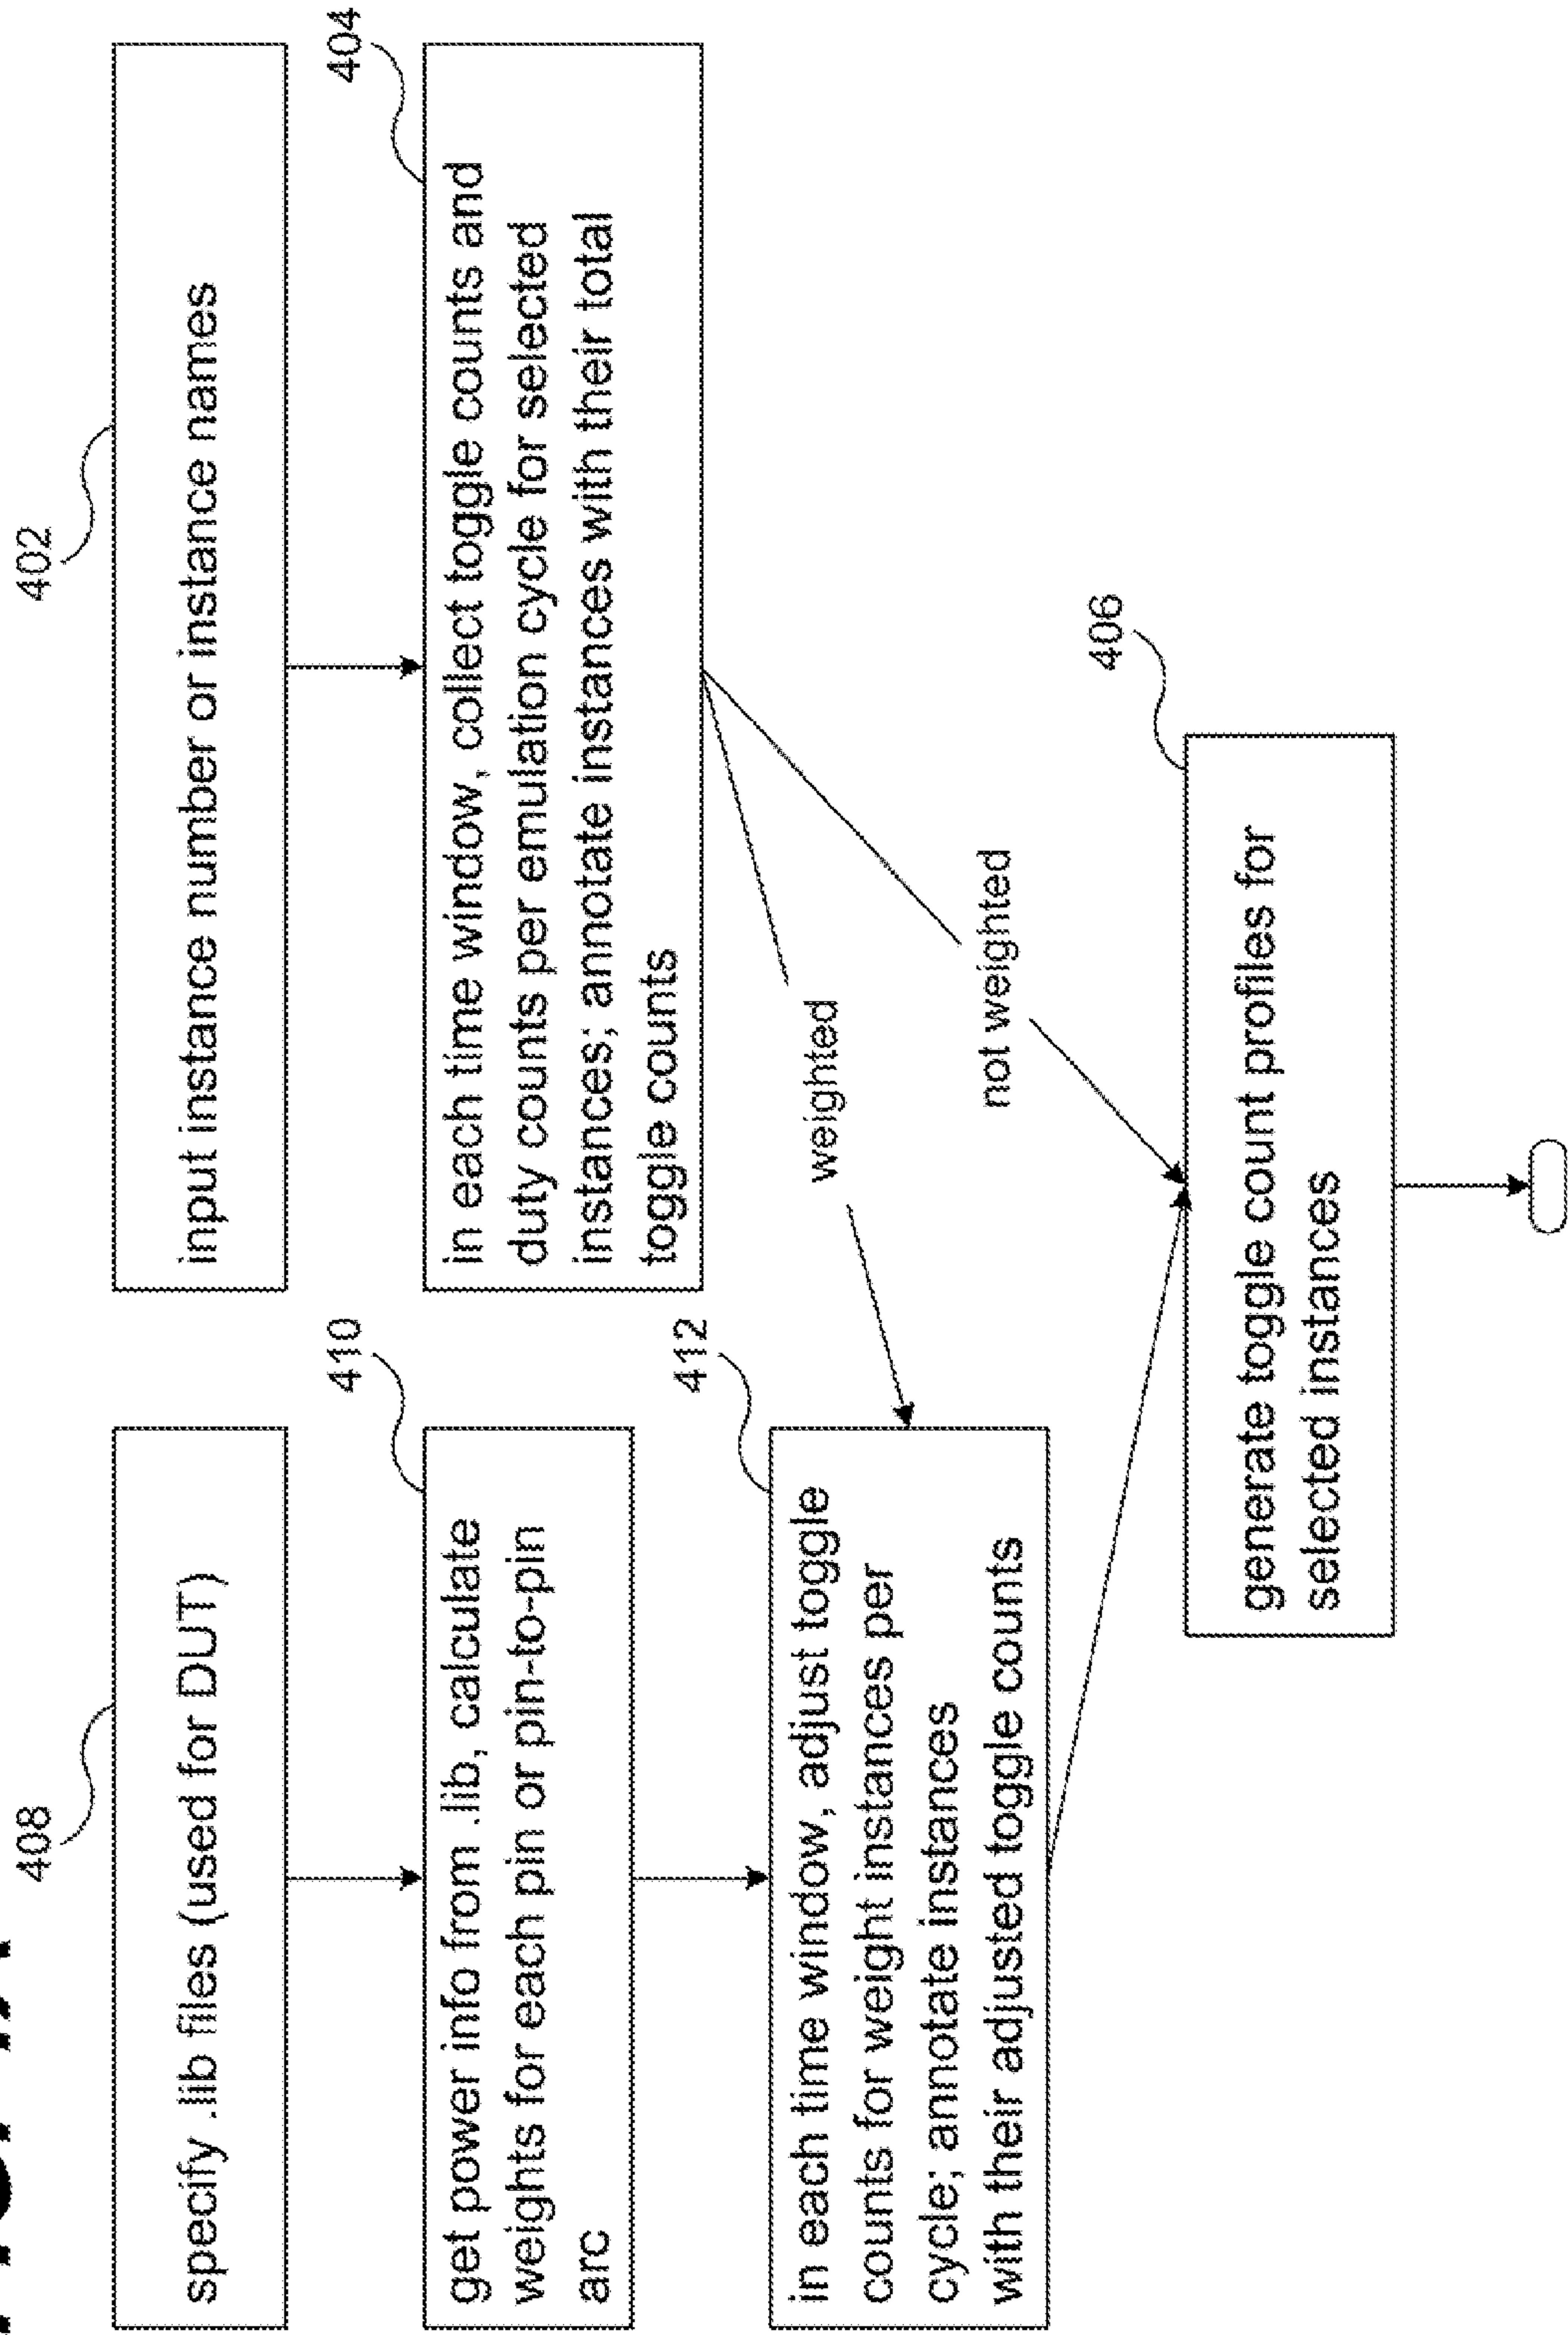 408
specify .lib files (used for DUT)
410
get power info from .lib, calculate
weights for each pin or pin-to-pin
arc
412
in each time window, adjust toggle
counts for weight instances per
cycle; annotate instances
with their adjusted toggle counts
402
input instance number or instance names
404
in each time window, collect toggle counts and
duty counts per emulation cycle for selected
instances; annotate instances with their total
toggle counts
weighted
not weighted
406
generate toggle count profiles for
selected instances